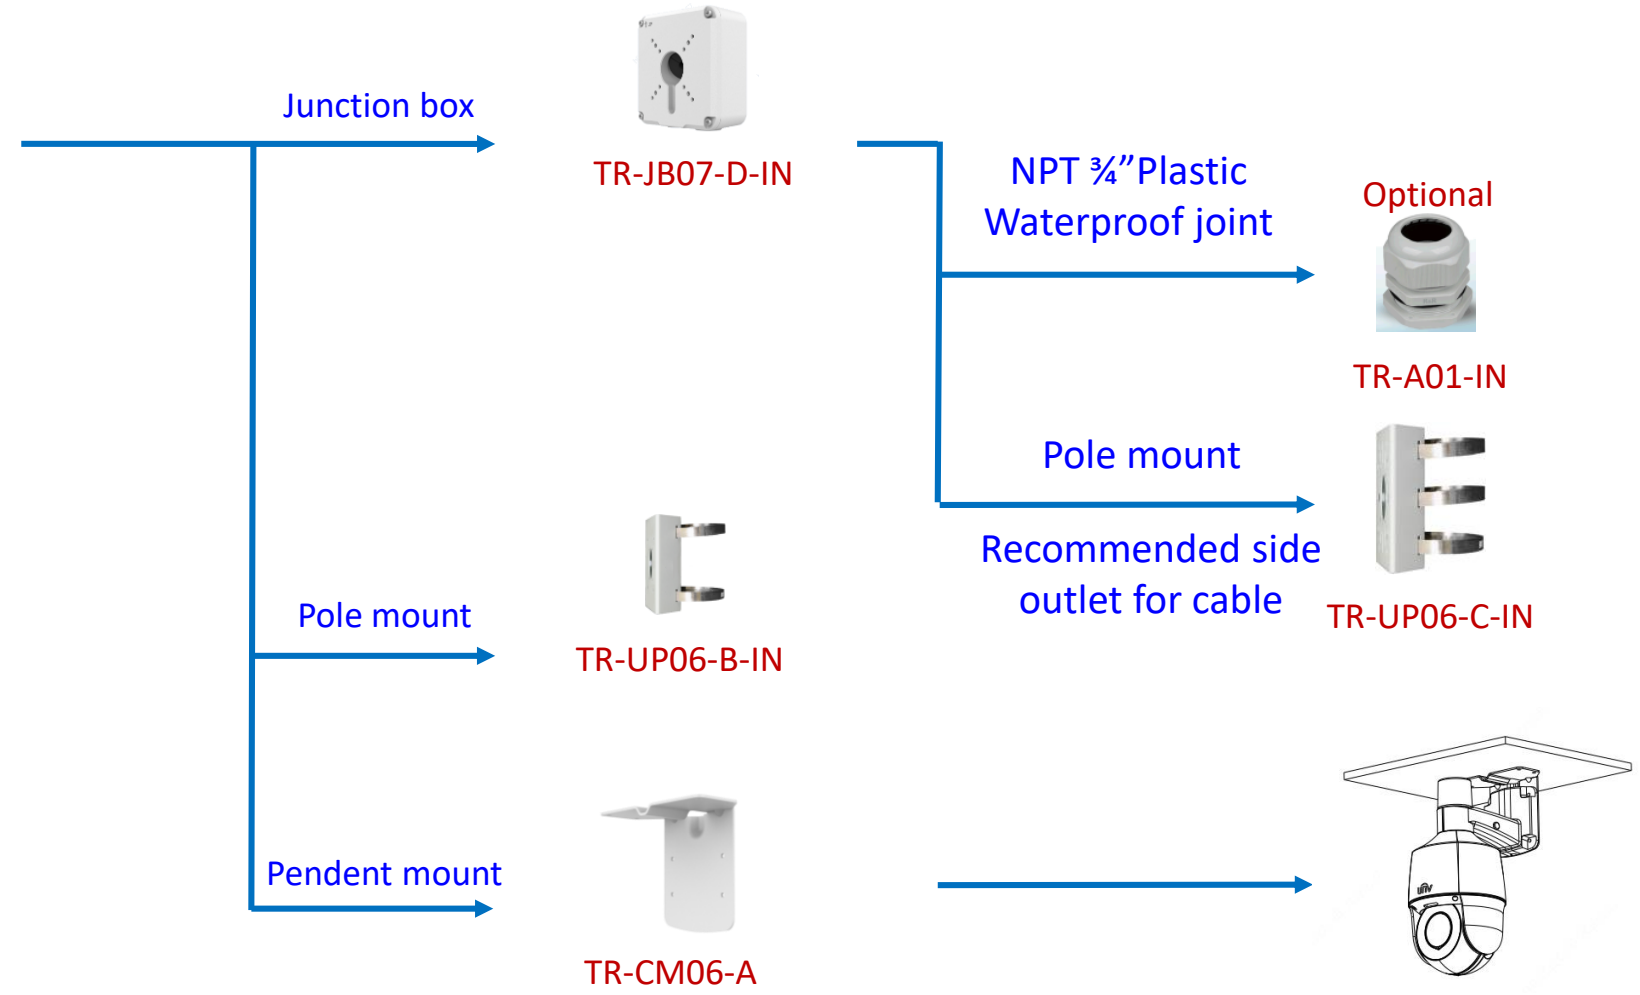 Junction box
TR-JB07-D-IN
NPT ¾”Plastic
Waterproof joint
Optional
TR-A01-IN
Pole mount
Recommended side
outlet for cable
TR-UP06-C-IN
Pole mount
TR-UP06-B-IN
Pendent mount
TR-CM06-A
unv